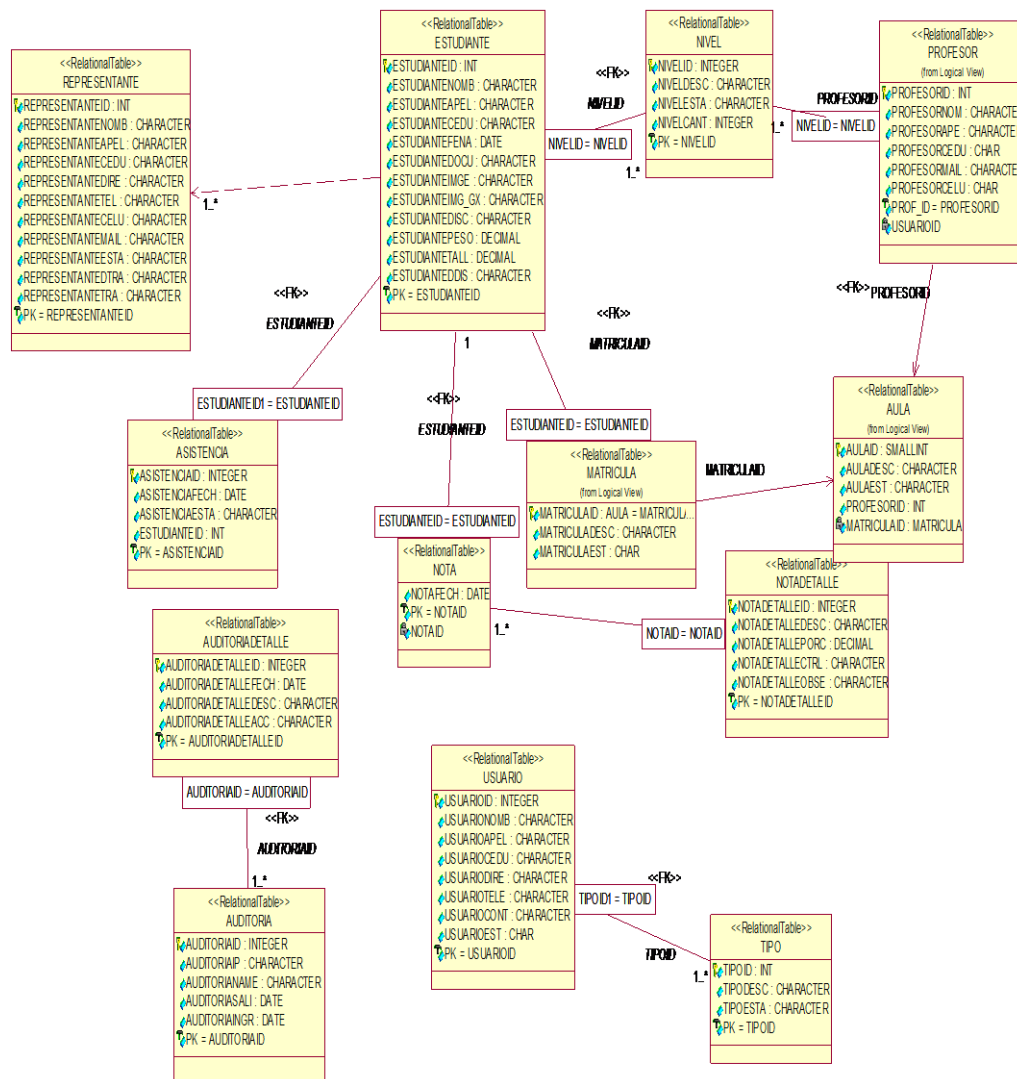 <<RelationalTable>>
REPRESENTANTE
REPRESENTANTEID : INT
REPRESENTANTENOMB : CHARACTER
REPRESENTANTEAPEL : CHARACTER
REPRESENTANTECEDU : CHARACTER
REPRESENTANTEDIRE : CHARACTER
REPRESENTANTETEL : CHARACTER
REPRESENTANTECELU : CHARACTER
REPRESENTANTEMAIL : CHARACTER
REPRESENTANTEESTA : CHARACTER
REPRESENTANTEDTRA : CHARACTER
REPRESENTANTETRA : CHARACTER
PK = REPRESENTANTEID
1..*
<<RelationalTable>>
ESTUDIANTE
ESTUDIANTEID : INT
ESTUDIANTENOMB : CHARACTER
ESTUDIANTEAPEL : CHARACTER
ESTUDIANTECEDU : CHARACTER
ESTUDIANTEFENA : DATE
ESTUDIANTEDOCU : CHARACTER
ESTUDIANTEIMGE : CHARACTER
ESTUDIANTEIMG_GX : CHARACTER
ESTUDIANTEDISC : CHARACTER
ESTUDIANTEPESO : DECIMAL
ESTUDIANTETALL : DECIMAL
ESTUDIANTEDDIS : CHARACTER
PK = ESTUDIANTEID
<<FK>>
NIVELID
NIVELID = NIVELID
1..*
<<RelationalTable>>
NIVEL
NIVELID : INTEGER
NIVELDESC : CHARACTER
NIVELESTA : CHARACTER
NIVELCANT : INTEGER
PK = NIVELID
PROFESORID
1..*
NIVELID = NIVELID
<<RelationalTable>>
PROFESOR
(from Logical View)
PROFESORID : INT
PROFESORNOM : CHARACTE
PROFESORAPE : CHARACTE
PROFESORCEDU : CHAR
PROFESORMAIL : CHARACTE
PROFESORCELU : CHAR
PROF_ID = PROFESORID
USUARIOID
<<FK>>
PROFESORID
<<FK>>
ESTUDIANTEID
ESTUDIANTEID1 = ESTUDIANTEID
1
<<FK>>
ESTUDIANTEID
ESTUDIANTEID = ESTUDIANTEID
<<FK>>
MATRICULAID
ESTUDIANTEID = ESTUDIANTEID
<<RelationalTable>>
ASISTENCIA
ASISTENCIAID : INTEGER
ASISTENCIAFECH : DATE
ASISTENCIAESTA : CHARACTER
ESTUDIANTEID : INT
PK = ASISTENCIAID
<<RelationalTable>>
MATRICULA
(from Logical View)
MATRICULAID : AULA = MATRICUL/...
MATRICULADESC : CHARACTER
MATRICULAEST : CHAR
MATRICULAID
<<RelationalTable>>
AULA
(from Logical View)
AULAID : SMALLINT
AULADESC : CHARACTER
AULAEST : CHARACTER
PROFESORID : INT
MATRICULAID : MATRICULA
<<RelationalTable>>
NOTA
NOTAFECH : DATE
PK = NOTAID
NOTAID
1..*
NOTAID = NOTAID
<<RelationalTable>>
NOTADETALLE
NOTADETALLEID : INTEGER
NOTADETALLEDESC : CHARACTER
NOTADETALLEPORC : DECIMAL
NOTADETALLECTRL : CHARACTER
NOTADETALLEOBSE : CHARACTER
PK = NOTADETALLEID
<<RelationalTable>>
AUDITORIADETALLE
AUDITORIADETALLEID : INTEGER
AUDITORIADETALLEFECH : DATE
AUDITORIADETALLEDESC : CHARACTER
AUDITORIADETALLEACC : CHARACTER
PK = AUDITORIADETALLEID
AUDITORIAID = AUDITORIAID
<<FK>>
AUDITORIAID
1..*
<<RelationalTable>>
AUDITORIA
AUDITORIAID : INTEGER
AUDITORIAIP : CHARACTER
AUDITORIANAME : CHARACTER
AUDITORIASALI : DATE
AUDITORIAINGR : DATE
PK = AUDITORIAID
<<RelationalTable>>
USUARIO
USUARIOID : INTEGER
USUARIONOMB : CHARACTER
USUARIOAPEL : CHARACTER
USUARIOCEDU : CHARACTER
USUARIODIRE : CHARACTER
USUARIOTELE : CHARACTER
USUARIOCONT : CHARACTER
USUARIOEST : CHAR
PK = USUARIOID
<<FK>>
TIPOID1 = TIPOID
TIPOID
1..*
<<RelationalTable>>
TIPO
TIPOID : INT
TIPODESC : CHARACTER
TIPOESTA : CHARACTER
PK = TIPOID